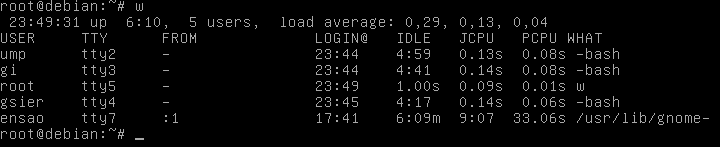 root@debian:~# w
 23:49:31 up  6:10,  5 users,  load average: 0,29, 0,13, 0,04
USER     TTY      FROM             LOGIN@   IDLE   JCPU   PCPU WHAT
ump      tty2     -                23:44    4:59   0.13s  0.08s -bash
gi       tty3     -                23:44    4:41   0.14s  0.08s -bash
root     tty5     -                23:49    1.00s  0.09s  0.01s w
gsier    tty4     -                23:45    4:17   0.14s  0.06s -bash
ensao    tty7     :1               17:41    6:09m  9:07  33.06s /usr/lib/gnome-
root@debian:~# _